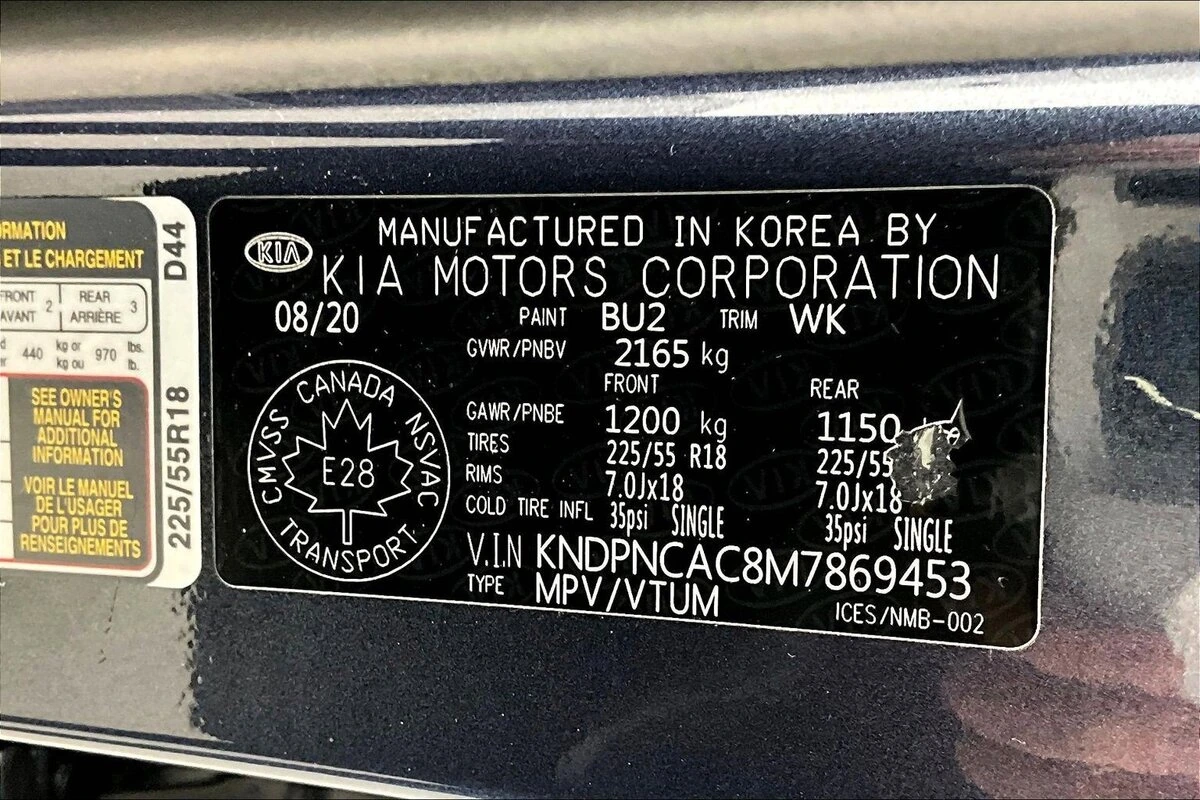 ORMATION
ET LE CHARGEMENT
FRONT 2 REAR 3
AVANT ARRIÈRE
440 kg or 970 lbs.
kg ou lb.
SEE OWNER'S
MANUAL FOR
ADDITIONAL
INFORMATION
VOIR LE MANUEL
DE L'USAGER
POUR PLUS DE
RENSEIGNEMENTS
225/55R18 D44
KIA
MANUFACTURED IN KOREA BY
KIA MOTORS CORPORATION
08/20 PAINT BU2 TRIM WK
GVWR/PNBV 2165 kg
FRONT REAR
GAWR/PNBE 1200 kg 1150
TIRES 225/55 R18 225/55
RIMS 7.0Jx18 7.0Jx18
COLD TIRE INFL 35psi SINGLE 35psi SINGLE
V.I.N KNDPNCAC8M7869453
TYPE MPV/VTUM
ICES/NMB-002
CMVSS CANADA NSVAC
E28
TRANSPORT